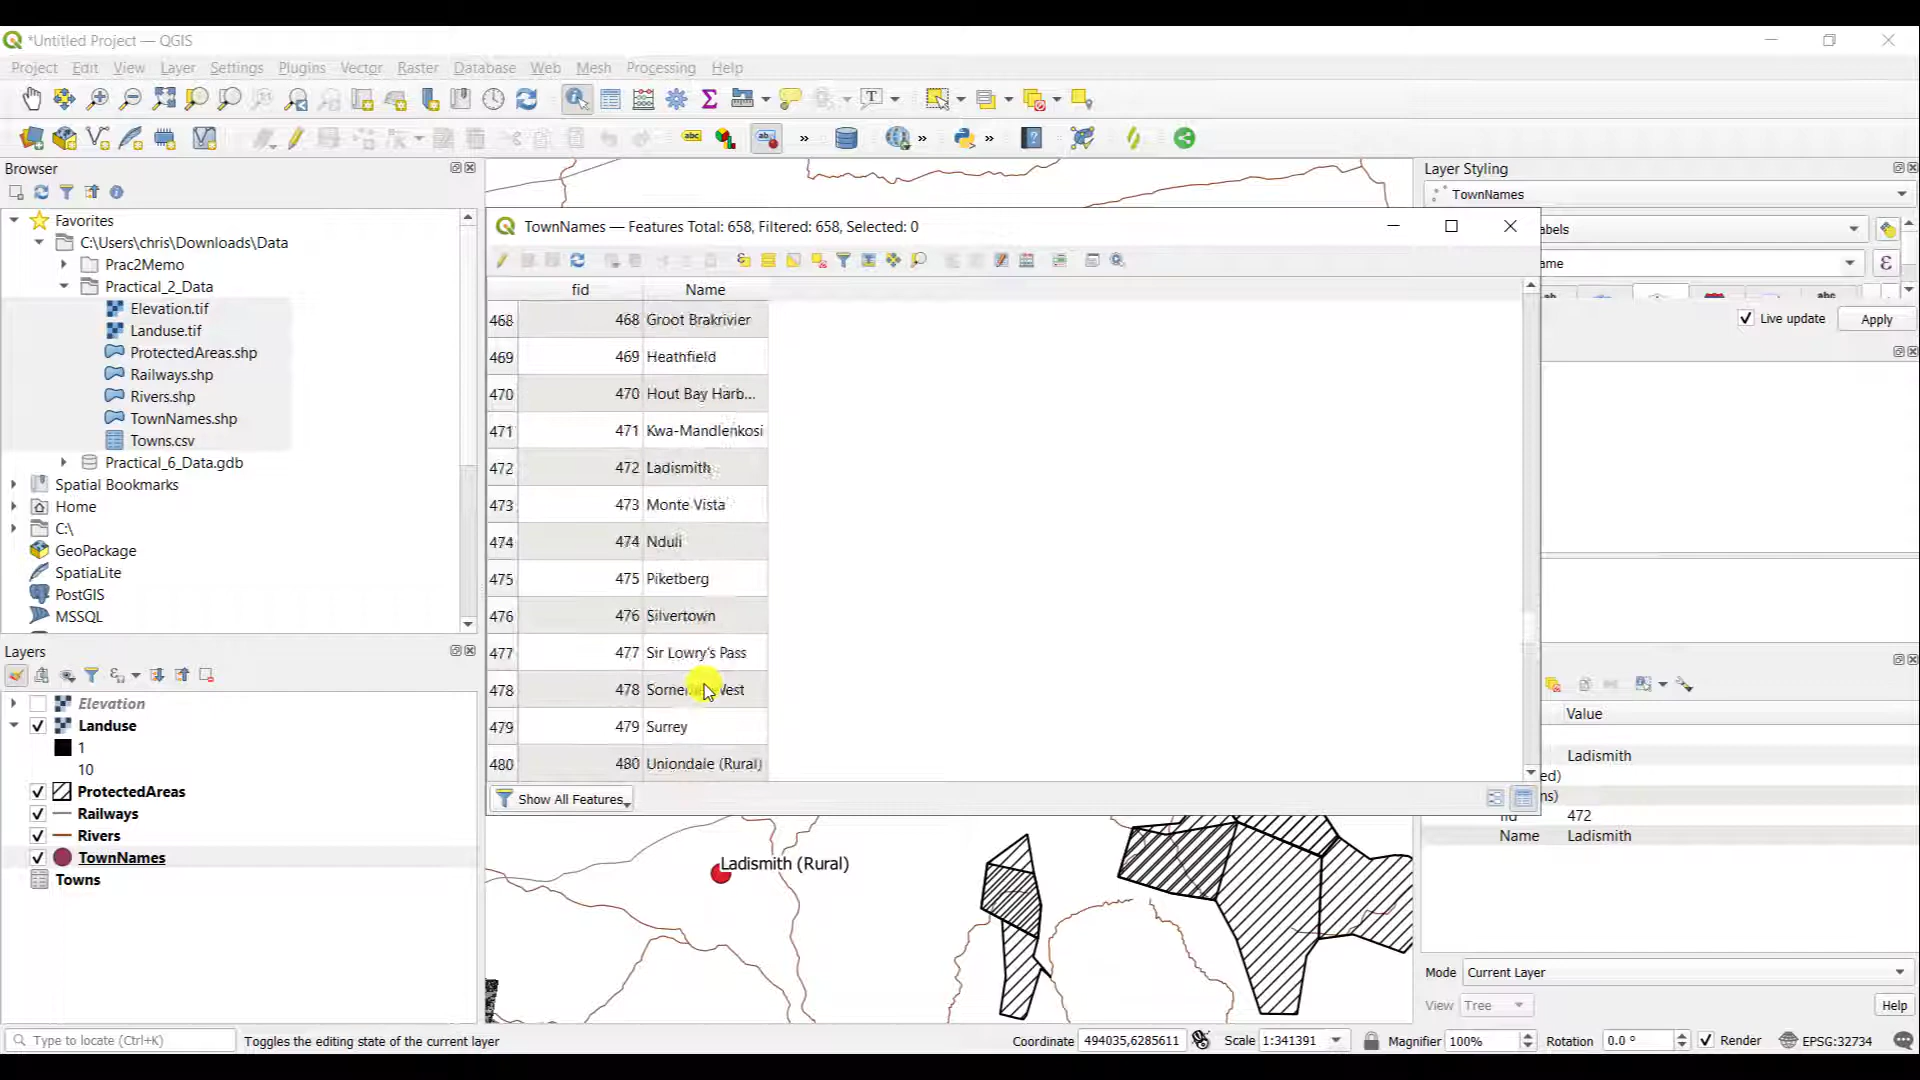 *Untitled Project — QGIS
Project Edit View Layer Settings Plugins Vector Raster Database Web Mesh Processing Help
Browser
Favorites
C:\Users\chris\Downloads\Data
Prac2Memo
Practical_2_Data
Elevation.tif
Landuse.tif
ProtectedAreas.shp
Railways.shp
Rivers.shp
TownNames.shp
Towns.csv
Practical_6_Data.gdb
Spatial Bookmarks
Home
C:\
GeoPackage
SpatiaLite
PostGIS
MSSQL
Layers
Elevation
Landuse
1
10
ProtectedAreas
Railways
Rivers
TownNames
Towns
TownNames — Features Total: 658, Filtered: 658, Selected: 0
fid Name
468 468 Groot Brakrivier
469 469 Heathfield
470 470 Hout Bay Harb...
471 471 Kwa-Mandlenkosi
472 472 Ladismith
473 473 Monte Vista
474 474 Nduli
475 475 Piketberg
476 476 Silvertown
477 477 Sir Lowry's Pass
478 478
479 479 Surrey
480 480 Uniondale (Rural)
Show All Features
Ladismith (Rural)
Layer Styling
TownNames
abels
ame
Live update Apply
Value
Ladismith
ed)
ns)
472
Name Ladismith
Mode Current Layer
View Tree Help
Type to locate (Ctrl+K) Toggles the editing state of the current layer Coordinate 494035,6285611 Scale 1:341391 Magnifier 100% Rotation 0.0 ° Render EPSG:32734